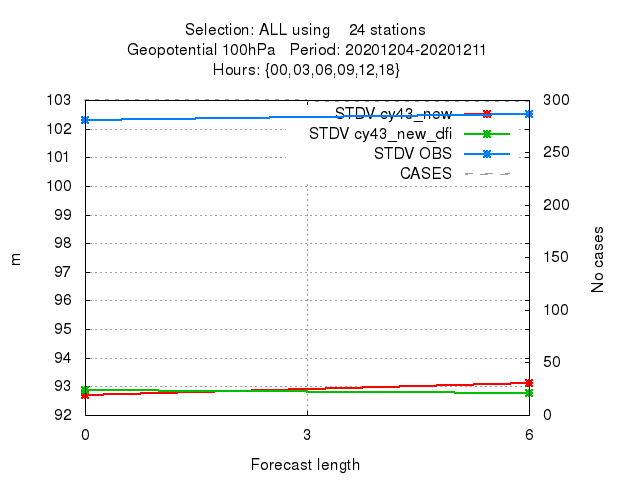 Selection: ALL using 24 stations
Geopotential 100hPa Period: 20201204-20201211
Hours: {00,03,06,09,12,18}
103
102
101
100
99
98
97
96
95
94
93
92
m
300
250
200
150
100
50
0
No cases
STDV cy43_new
STDV cy43_new_dfi
STDV OBS
CASES
0 3 6
Forecast length